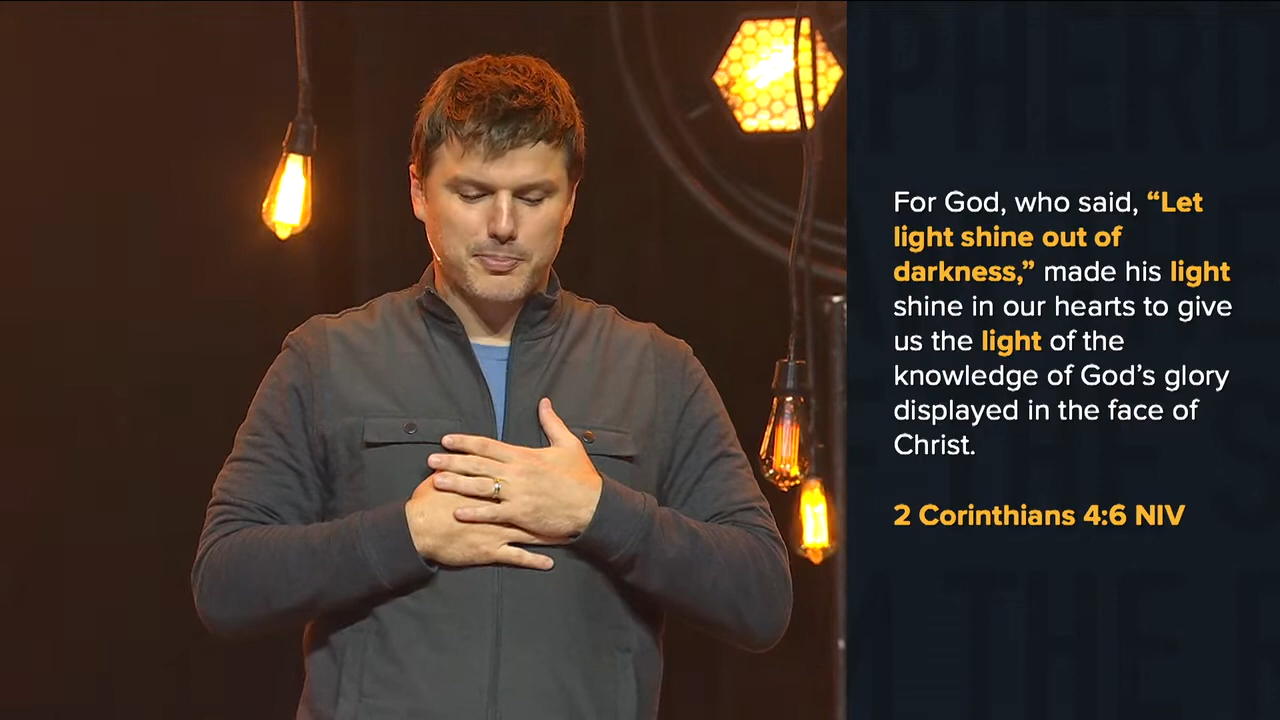 For God, who said, “Let
light shine out of
darkness,” made his light
shine in our hearts to give
us the light of the
knowledge of God’s glory
displayed in the face of
Christ.
2 Corinthians 4:6 NIV